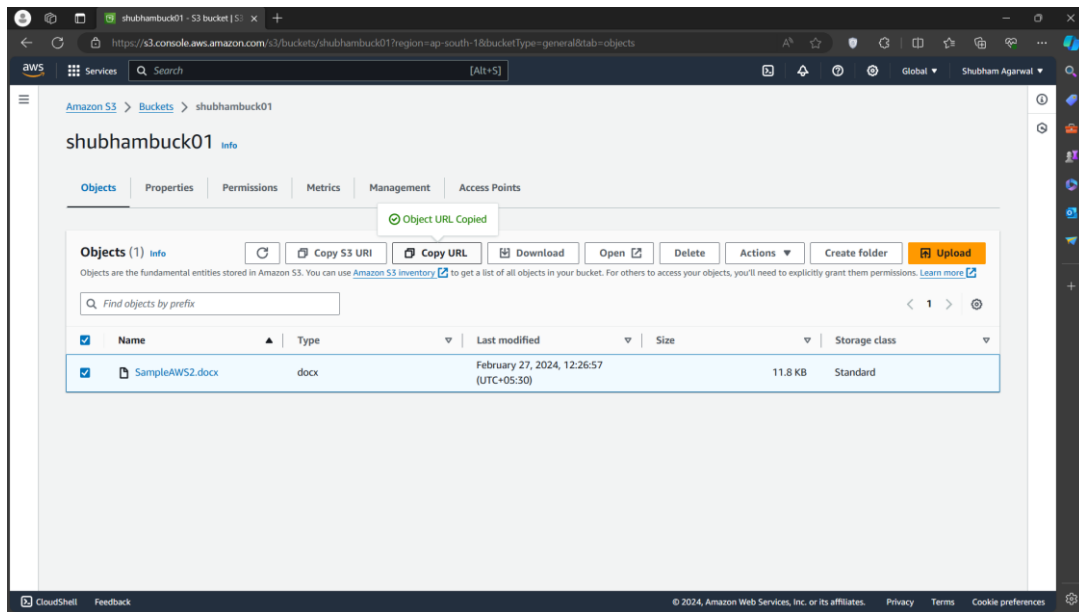 shubhambuck01 - S3 bucket | S3
https://s3.console.aws.amazon.com/s3/buckets/shubhambuck01?region=ap-south-1&bucketType=general&tab=objects
aws Services Search [Alt+S] Global Shubham Agarwal
Amazon S3 > Buckets > shubhambuck01
shubhambuck01 Info
Objects Properties Permissions Metrics Management Access Points
Object URL Copied
Objects (1) Info Copy S3 URI Copy URL Download Open Delete Actions Create folder Upload
Objects are the fundamental entities stored in Amazon S3. You can use Amazon S3 inventory to get a list of all objects in your bucket. For others to access your objects, you'll need to explicitly grant them permissions. Learn more
Find objects by prefix 1
Name Type Last modified Size Storage class
SampleAWS2.docx docx February 27, 2024, 12:26:57 11.8 KB Standard
(UTC+05:30)
CloudShell Feedback © 2024, Amazon Web Services, Inc. or its affiliates. Privacy Terms Cookie preferences